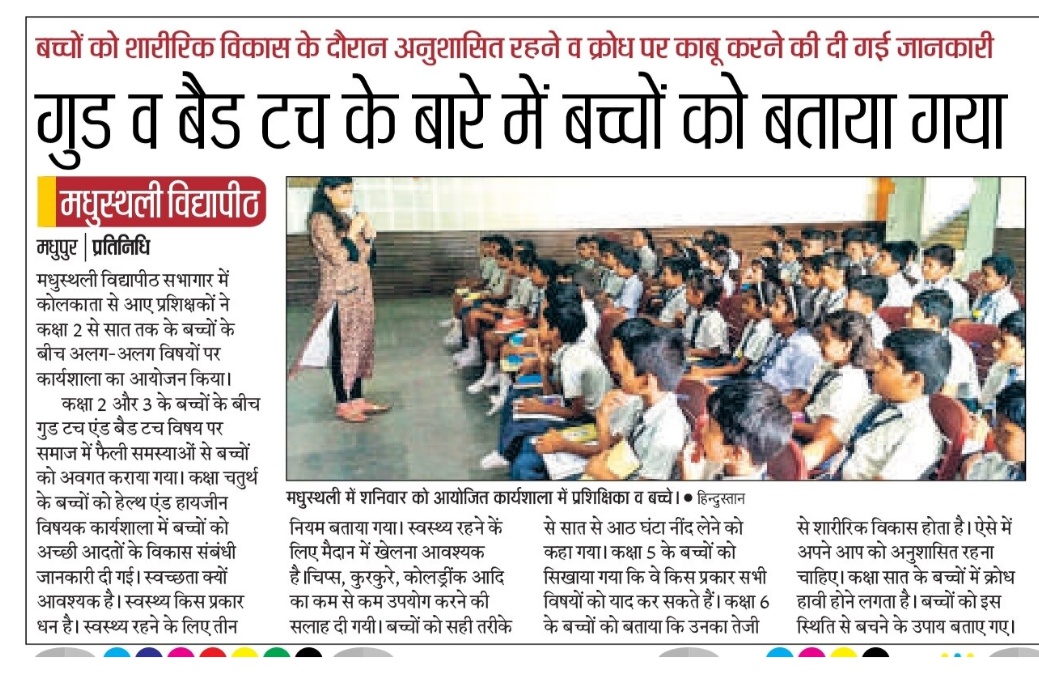 बच्चों को शारीरिक विकास के दौरान अनुशासित रहने व क्रोध पर काबू करने की दी गई जानकारी
गुड व बैड टच के बारे में बच्चों को बताया गया
मधुस्थली विद्यापीठ
मधुपुर | प्रतिनिधि
मधुस्थली विद्यापीठ सभागार में
कोलकाता से आए प्रशिक्षकों ने
कक्षा 2 से सात तक के बच्चों के
बीच अलग-अलग विषयों पर
कार्यशाला का आयोजन किया।
कक्षा 2 और 3 के बच्चों के बीच
गुड टच एंड बैड टच विषय पर
समाज में फैली समस्याओं से बच्चों
को अवगत कराया गया। कक्षा चतुर्थ
के बच्चों को हेल्थ एंड हायजीन
विषयक कार्यशाला में बच्चों को
अच्छी आदतों के विकास संबंधी
जानकारी दी गई। स्वच्छता क्यों
आवश्यक है। स्वस्थ्य किस प्रकार
धन है। स्वस्थ्य रहने के लिए तीन
मधुस्थली में शनिवार को आयोजित कार्यशाला में प्रशिक्षिका व बच्चे। ● हिन्दुस्तान
नियम बताया गया। स्वस्थ्य रहने कें
लिए मैदान में खेलना आवश्यक
है।चिप्स, कुरकुरे, कोलड्रींक आदि
का कम से कम उपयोग करने की
सलाह दी गयी। बच्चों को सही तरीके
से सात से आठ घंटा नींद लेने को
कहा गया। कक्षा 5 के बच्चों को
सिखाया गया कि वे किस प्रकार सभी
विषयों को याद कर सकते हैं। कक्षा 6
के बच्चों को बताया कि उनका तेजी
से शारीरिक विकास होता है। ऐसे में
अपने आप को अनुशासित रहना
चाहिए। कक्षा सात के बच्चों में क्रोध
हावी होने लगता है। बच्चों को इस
स्थिति से बचने के उपाय बताए गए।